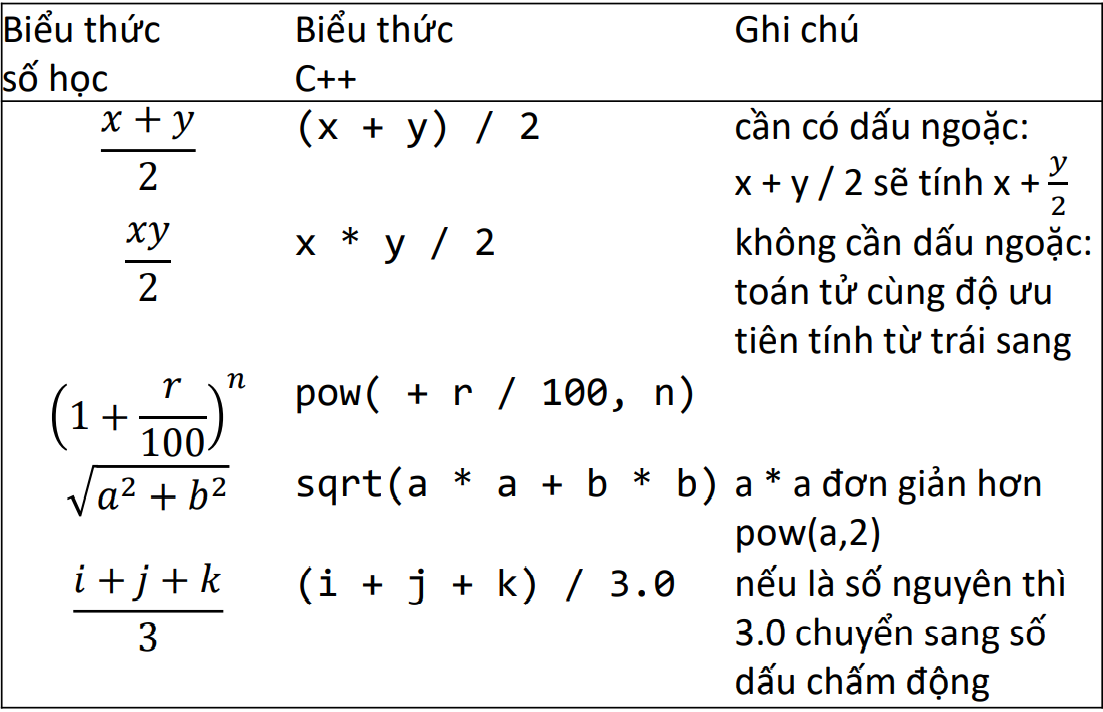 Biểu thức số học | Biểu thức C++ | Ghi chú
\frac{x + y}{2} | (x + y) / 2 | cần có dấu ngoặc:
x + y / 2 sẽ tính x + \frac{y}{2}
\frac{xy}{2} | x * y / 2 | không cần dấu ngoặc:
toán tử cùng độ ưu
tiên tính từ trái sang
\left(1 + \frac{r}{100}\right)^n | pow( + r / 100, n)
\sqrt{a^2 + b^2} | sqrt(a * a + b * b) | a * a đơn giản hơn
pow(a,2)
\frac{i + j + k}{3} | (i + j + k) / 3.0 | nếu là số nguyên thì
3.0 chuyển sang số
dấu chấm động